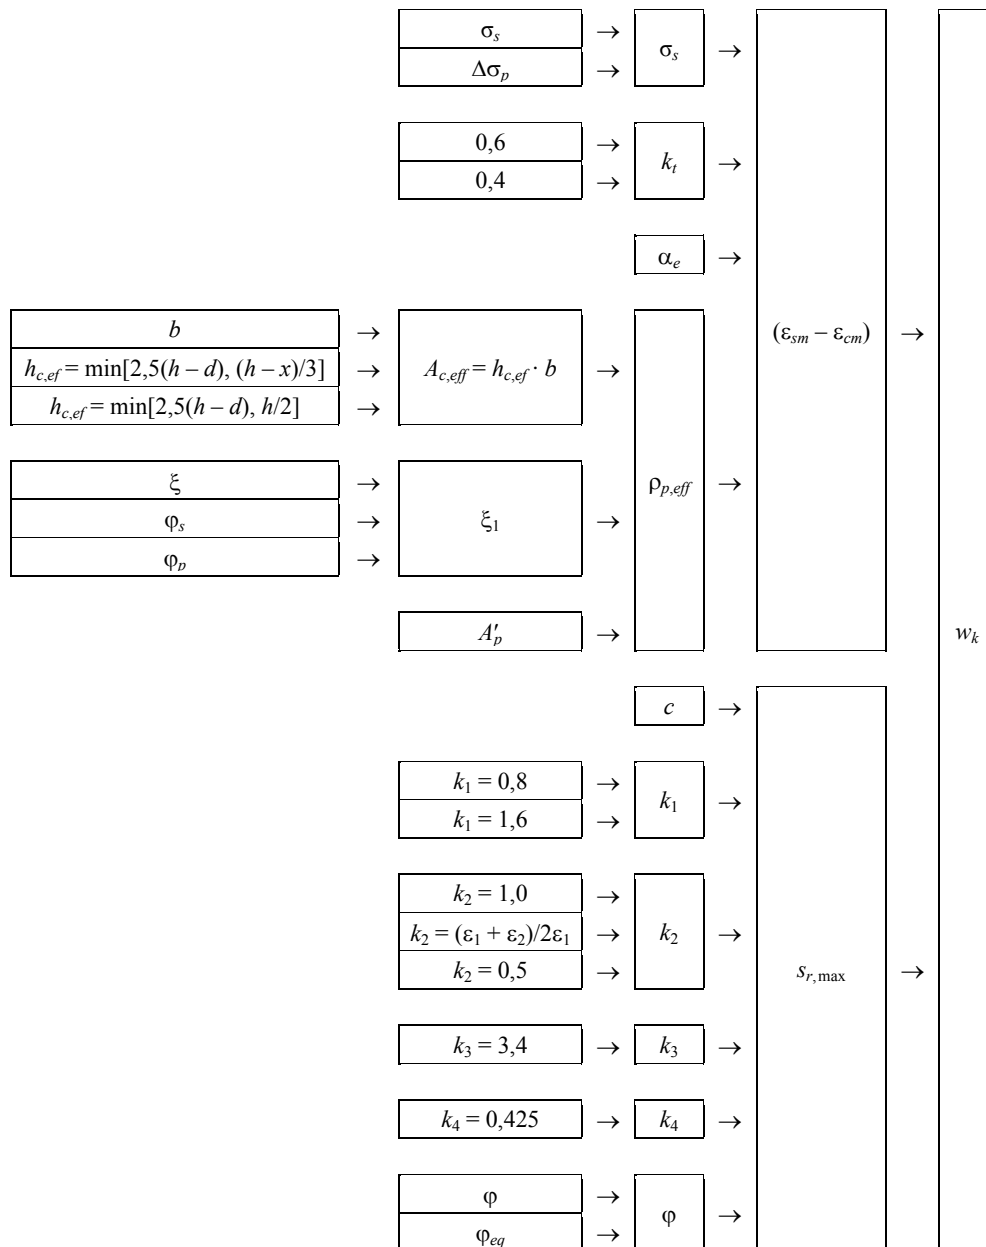 σs →
Δσp →
σs →
0,6 →
0,4 →
kt →
αe →
b →
hc,ef = min[2,5(h – d), (h – x)/3] →
hc,ef = min[2,5(h – d), h/2] →
Ac,eff = hc,ef · b →
ξ →
φs →
φp →
ξ1 →
A′p →
ρp,eff →
(εsm – εcm) →
c →
k1 = 0,8 →
k1 = 1,6 →
k1 →
k2 = 1,0 →
k2 = (ε1 + ε2)/2ε1 →
k2 = 0,5 →
k2 →
k3 = 3,4 →
k3 →
k4 = 0,425 →
k4 →
φ →
φeq →
φ →
sr,max →
wk